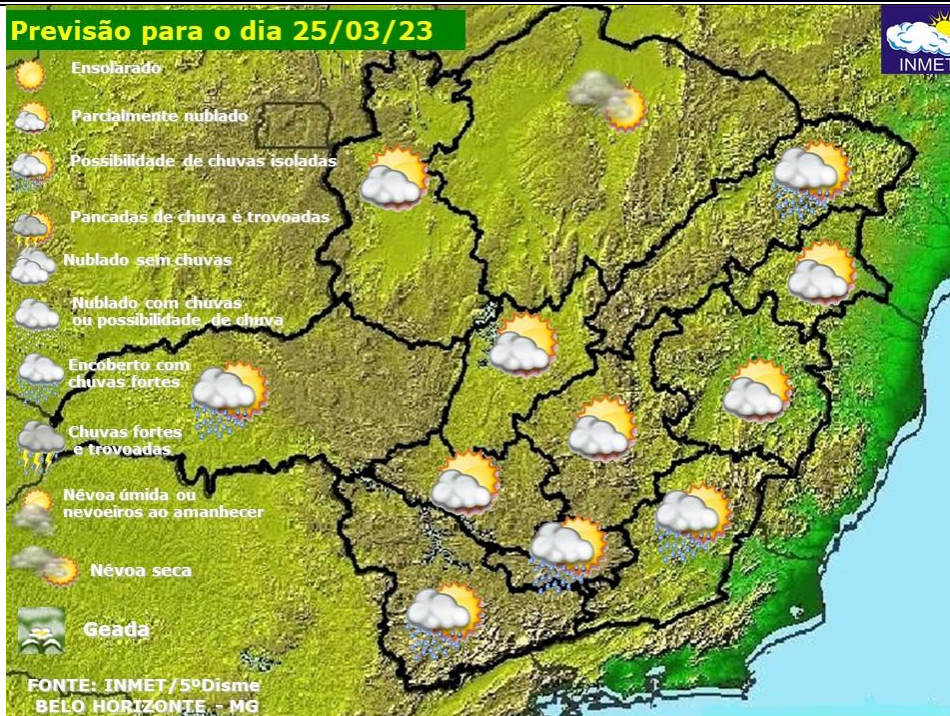 Previsão para o dia 25/03/23
INMET
Ensolarado
Parcialmente nublado
Possibilidade de chuvas isoladas
Pancadas de chuva e trovoadas
Nublado sem chuvas
Nublado com chuvas
ou possibilidade de chuva
Encoberto com
chuvas fortes
Chuvas fortes
e trovoadas
Névoa úmida ou
nevoeiros ao amanhecer
Névoa seca
Geada
FONTE: INMET/5ºDisme
BELO HORIZONTE - MG